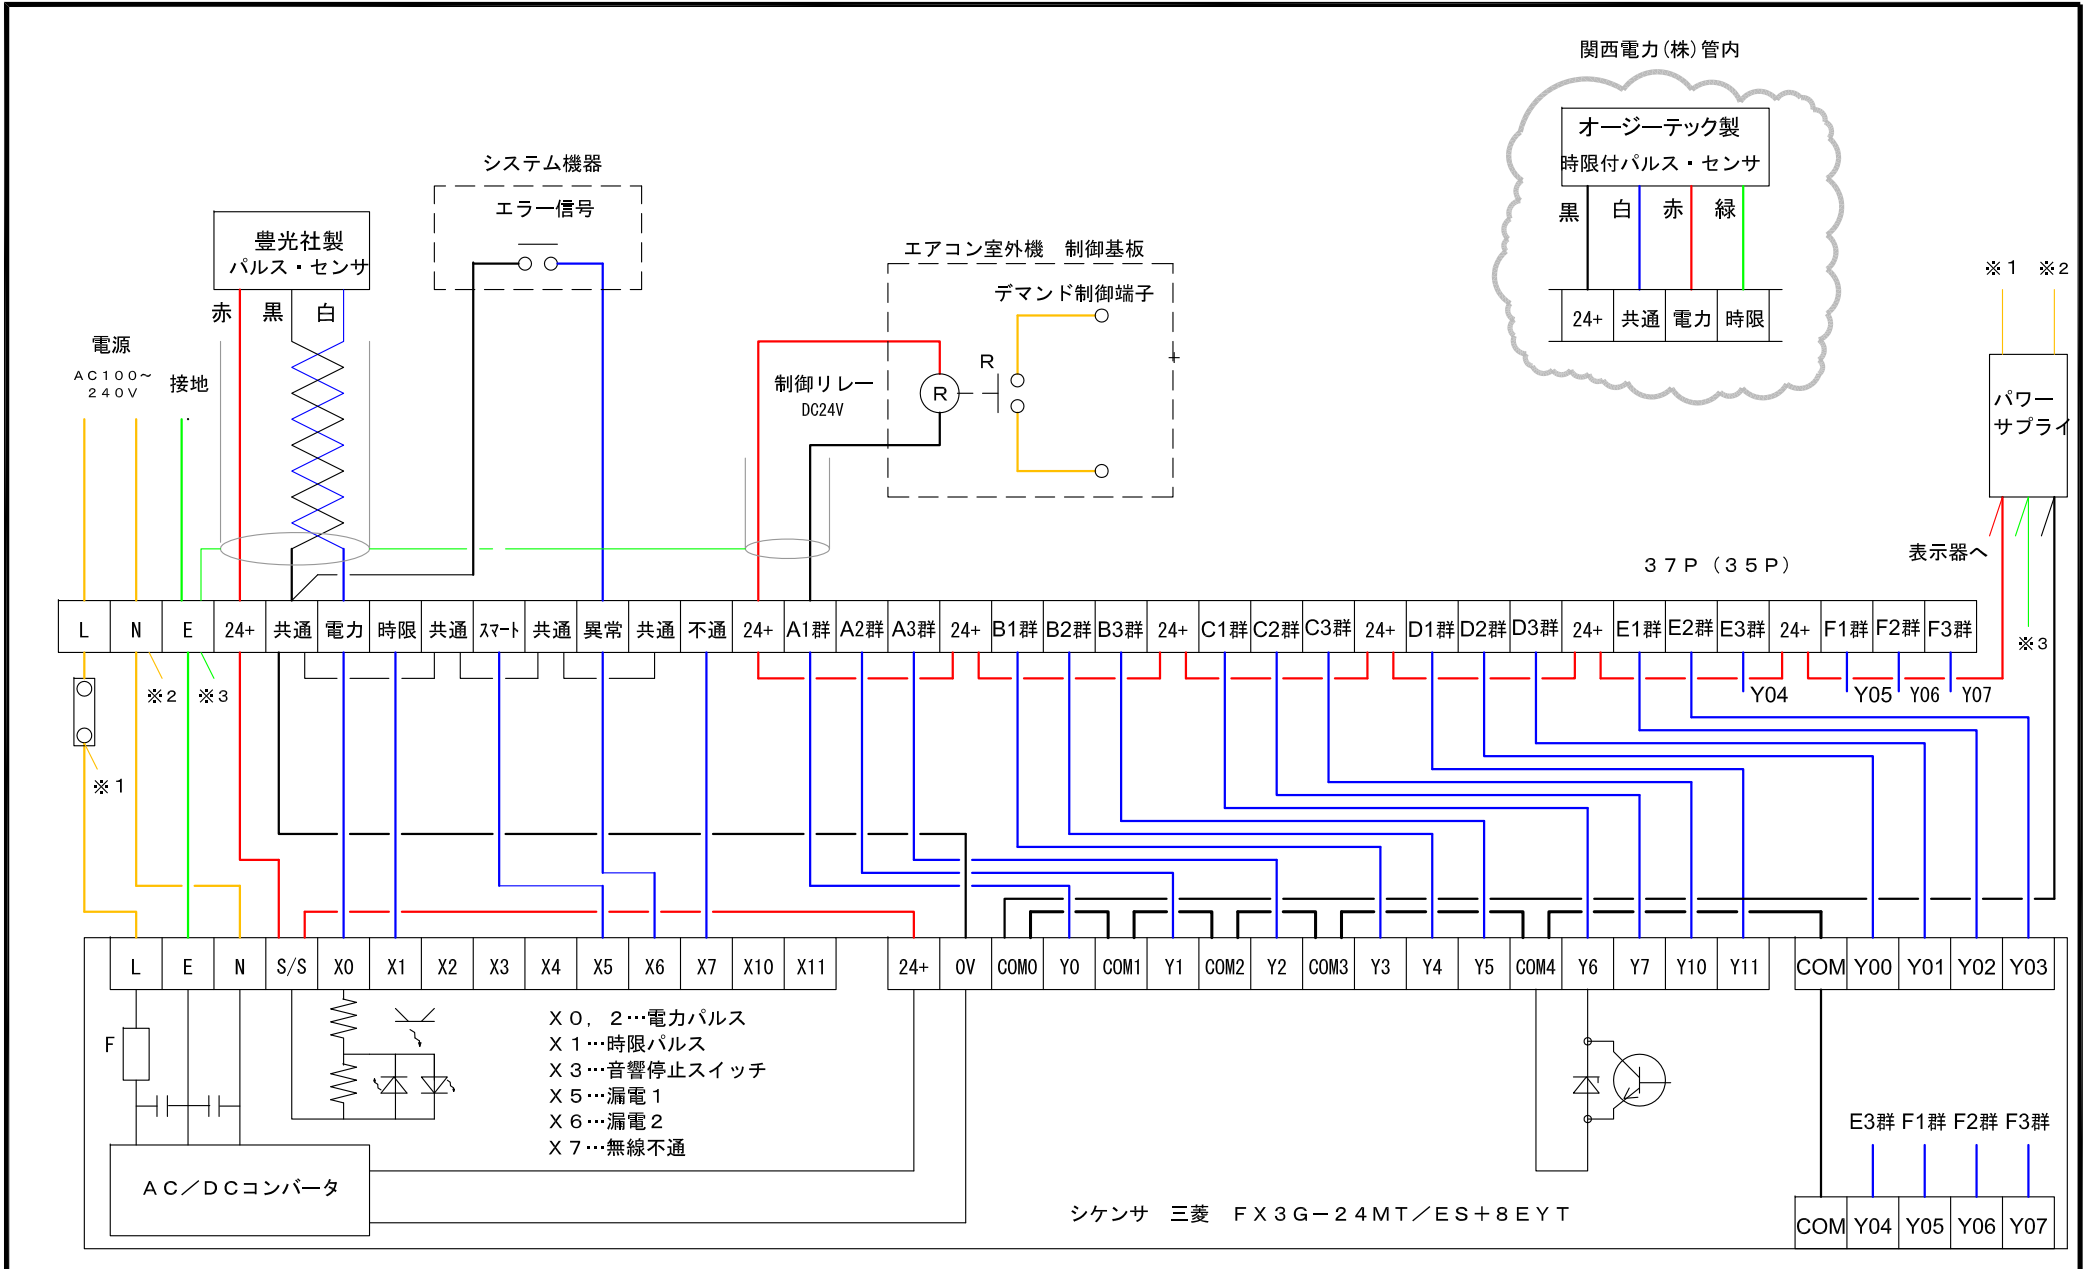 関西電力(株)管内
オージーテック製
時限付パルス・センサ
黒 白 赤 緑
24+ 共通 電力 時限
システム機器
エラー信号
豊光社製
パルス・センサ
赤 黒 白
エアコン室外機 制御基板
デマンド制御端子
制御リレー
DC24V
R
R
電源
AC100~
240V
接地
※1 ※2
パワー
サプライ
表示器へ
※3
37P(35P)
L N E 24+ 共通 電力 時限 共通 スマート 共通 異常 共通 不通 24+ A1群 A2群 A3群 24+ B1群 B2群 B3群 24+ C1群 C2群 C3群 24+ D1群 D2群 D3群 24+ E1群 E2群 E3群 24+ F1群 F2群 F3群
※2 ※3
Y04 Y05 Y06 Y07
※1
L E N S/S X0 X1 X2 X3 X4 X5 X6 X7 X10 X11
24+ 0V COM0 Y0 COM1 Y1 COM2 Y2 COM3 Y3 Y4 Y5 COM4 Y6 Y7 Y10 Y11
COM Y00 Y01 Y02 Y03
F
X0, 2…電力パルス
X1…時限パルス
X3…音響停止スイッチ
X5…漏電1
X6…漏電2
X7…無線不通
AC/DCコンバータ
シケンサ 三菱 FX3G-24MT/ES+8EYT
E3群 F1群 F2群 F3群
COM Y04 Y05 Y06 Y07